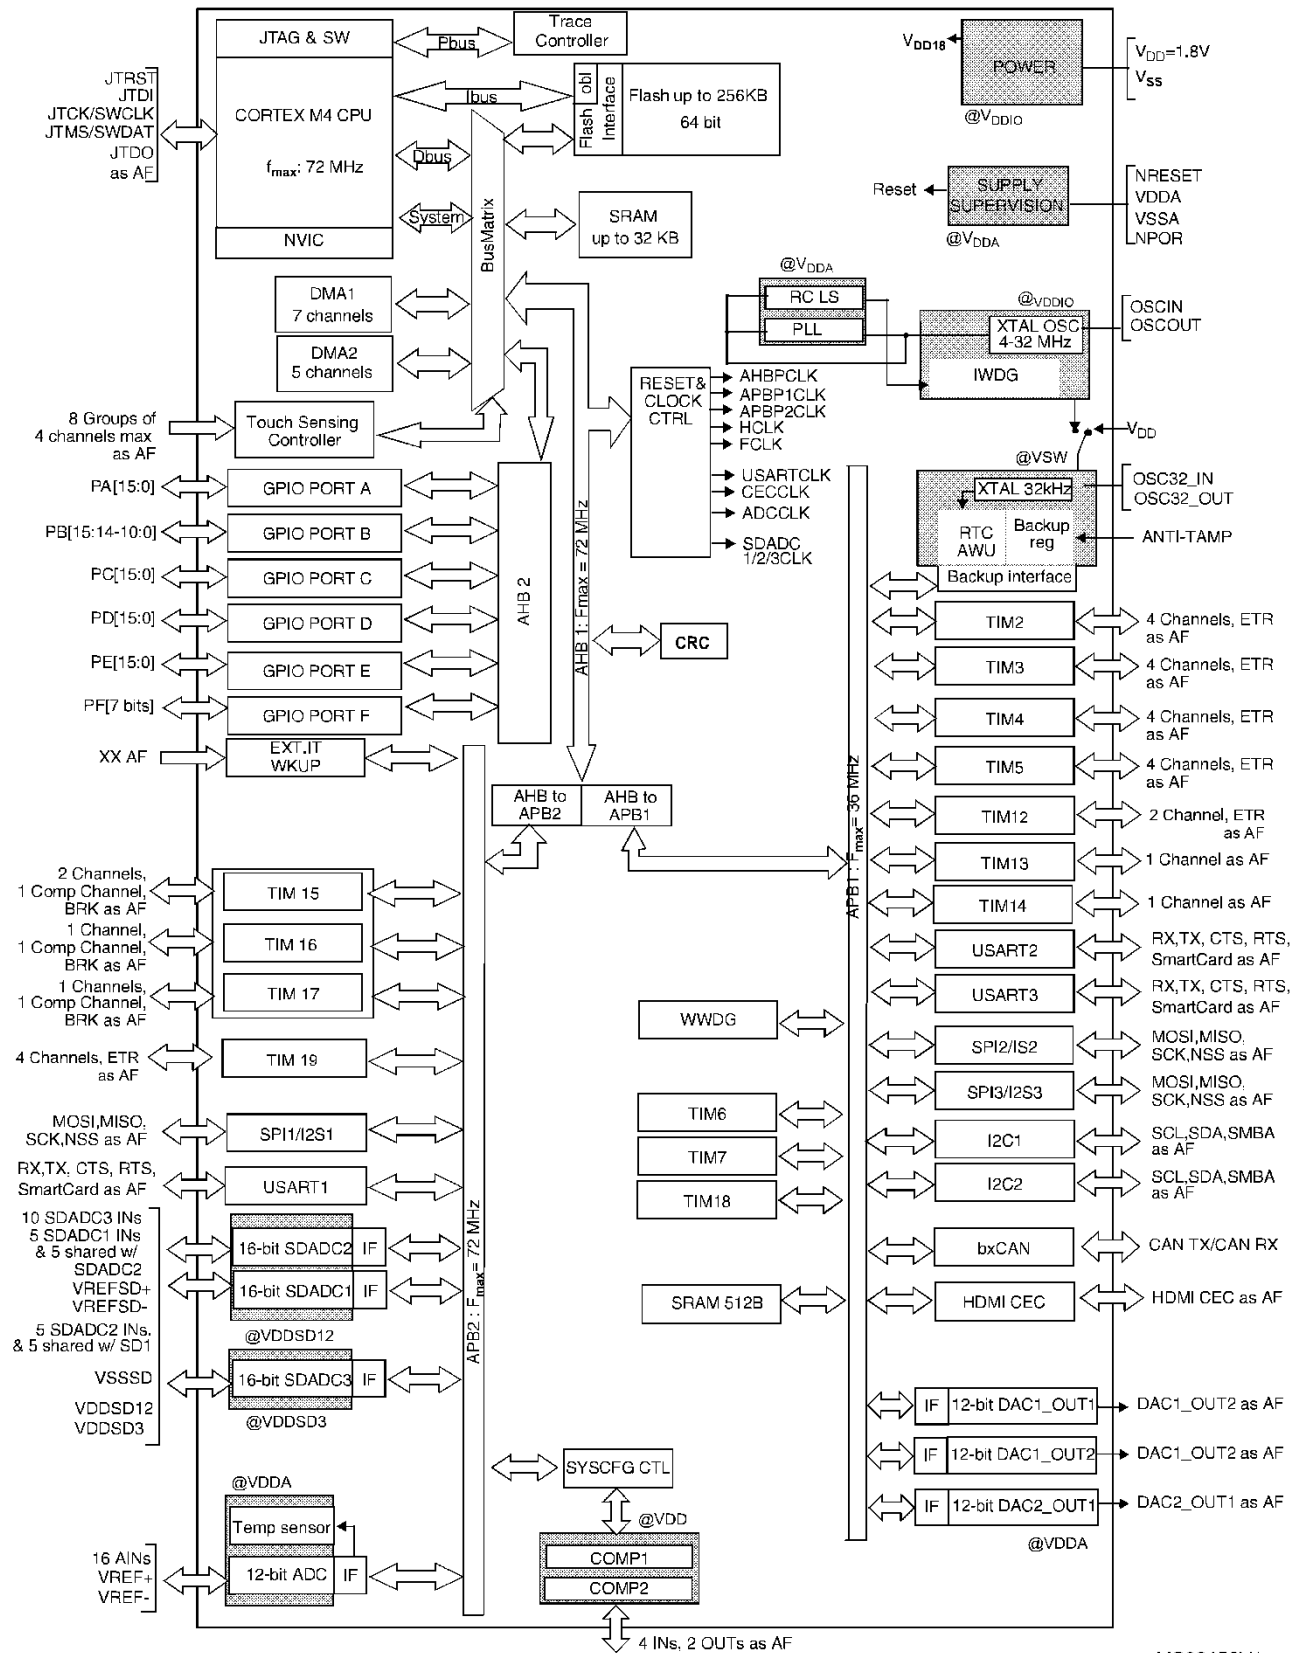 JTAG & SW
Pbus
Trace
Controller
JTRST
JTDI
JTCK/SWCLK
JTMS/SWDAT
JTDO
as AF
CORTEX M4 CPU
fmax: 72 MHz
NVIC
Ibus
Dbus
System
BusMatrix
Flash
obl
Interface
Flash up to 256KB
64 bit
SRAM
up to 32 KB
VDD18
POWER
VDD=1.8V
VSS
@VDDIO
Reset
SUPPLY
SUPERVISION
NRESET
VDDA
VSSA
NPOR
@VDDA
DMA1
7 channels
DMA2
5 channels
8 Groups of
4 channels max
as AF
Touch Sensing
Controller
@VDDA
RC LS
PLL
@VDDIO
XTAL OSC
4-32 MHz
IWDG
OSCIN
OSCOUT
RESET&
CLOCK
CTRL
AHBPCLK
APBP1CLK
APBP2CLK
HCLK
FCLK
USARTCLK
CECCLK
ADCCLK
SDADC
1/2/3CLK
VDD
@VSW
XTAL 32kHz
OSC32_IN
OSC32_OUT
RTC
AWU
Backup
reg
ANTI-TAMP
Backup interface
PA[15:0]
GPIO PORT A
PB[15:14-10:0]
GPIO PORT B
PC[15:0]
GPIO PORT C
PD[15:0]
GPIO PORT D
PE[15:0]
GPIO PORT E
PF[7 bits]
GPIO PORT F
AHB 2
AHB 1: Fmax = 72 MHz
CRC
XX AF
EXT.IT
WKUP
AHB to
APB2
AHB to
APB1
APB1 : Fmax = 36 MHz
TIM2
4 Channels, ETR
as AF
TIM3
4 Channels, ETR
as AF
TIM4
4 Channels, ETR
as AF
TIM5
4 Channels, ETR
as AF
TIM12
2 Channel, ETR
as AF
TIM13
1 Channel as AF
TIM14
1 Channel as AF
USART2
RX,TX, CTS, RTS,
SmartCard as AF
USART3
RX,TX, CTS, RTS,
SmartCard as AF
SPI2/IS2
MOSI,MISO,
SCK,NSS as AF
SPI3/I2S3
MOSI,MISO,
SCK,NSS as AF
I2C1
SCL,SDA,SMBA
as AF
I2C2
SCL,SDA,SMBA
as AF
bxCAN
CAN TX/CAN RX
HDMI CEC
HDMI CEC as AF
IF
12-bit DAC1_OUT1
DAC1_OUT2 as AF
IF
12-bit DAC1_OUT2
DAC1_OUT2 as AF
IF
12-bit DAC2_OUT1
DAC2_OUT1 as AF
@VDDA
WWDG
TIM6
TIM7
TIM18
SRAM 512B
2 Channels,
1 Comp Channel,
BRK as AF
TIM 15
1 Channel,
1 Comp Channel,
BRK as AF
TIM 16
1 Channels,
1 Comp Channel,
BRK as AF
TIM 17
4 Channels, ETR
as AF
TIM 19
MOSI,MISO,
SCK,NSS as AF
SPI1/I2S1
RX,TX, CTS, RTS,
SmartCard as AF
USART1
APB2 : Fmax = 72 MHz
10 SDADC3 INs
5 SDADC1 INs
& 5 shared w/
SDADC2
VREFSD+
VREFSD-
5 SDADC2 INs.
& 5 shared w/ SD1
VSSSD
VDDSD12
VDDSD3
16-bit SDADC2
IF
16-bit SDADC1
IF
@VDDSD12
16-bit SDADC3
IF
@VDDSD3
SYSCFG CTL
@VDD
COMP1
COMP2
4 INs, 2 OUTs as AF
@VDDA
Temp sensor
12-bit ADC
IF
16 AINs
VREF+
VREF-